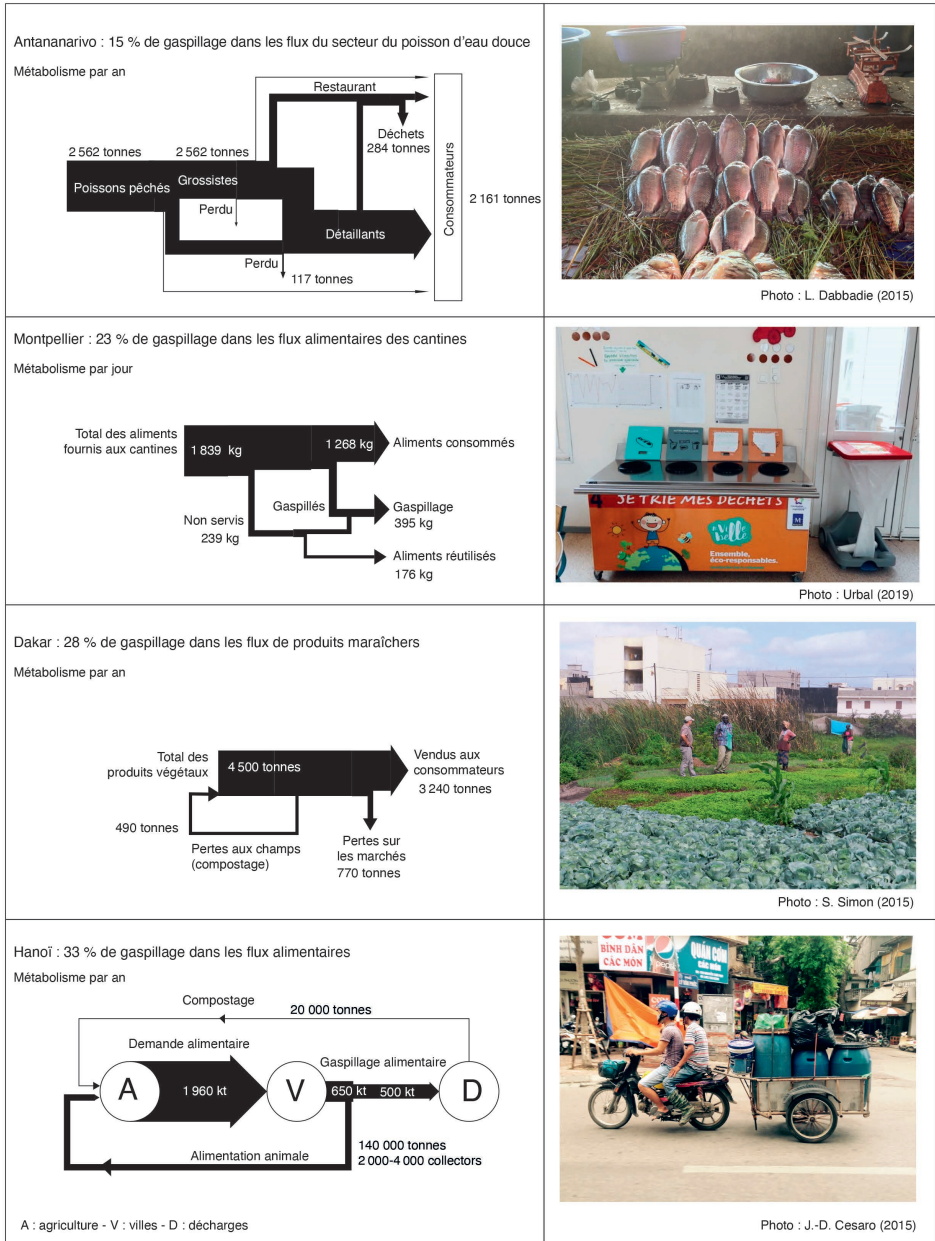 Antananarivo : 15 % de gaspillage dans les flux du secteur du poisson d'eau douce
Métabolisme par an
Restaurant
Déchets
284 tonnes
2 562 tonnes
2 562 tonnes
Poissons pêchés
Grossistes
Perdu
Détaillants
Perdu
117 tonnes
Consommateurs
2 161 tonnes
Photo : L. Dabbadie (2015)
Montpellier : 23 % de gaspillage dans les flux alimentaires des cantines
Métabolisme par jour
Total des aliments
fournis aux cantines
1 839 kg
1 268 kg
Aliments consommés
Gaspillés
Gaspillage
395 kg
Non servis
239 kg
Aliments réutilisés
176 kg
4 JE TRIE MES DECHETS
Ville
Belle
Ensemble,
éco-responsables.
Photo : Urbal (2019)
Dakar : 28 % de gaspillage dans les flux de produits maraîchers
Métabolisme par an
Total des
produits végétaux
4 500 tonnes
Vendus aux
consommateurs
3 240 tonnes
490 tonnes
Pertes aux champs
(compostage)
Pertes sur
les marchés
770 tonnes
Photo : S. Simon (2015)
Hanoï : 33 % de gaspillage dans les flux alimentaires
Métabolisme par an
Compostage
20 000 tonnes
Demande alimentaire
Gaspillage alimentaire
A
1 960 kt
V
650 kt
500 kt
D
140 000 tonnes
2 000-4 000 collectors
Alimentation animale
A : agriculture - V : villes - D : décharges
CƠM
BÌNH DÂN
CÁC MÓN
QUÁN CƠM
CÁC MÓN
Photo : J.-D. Cesaro (2015)